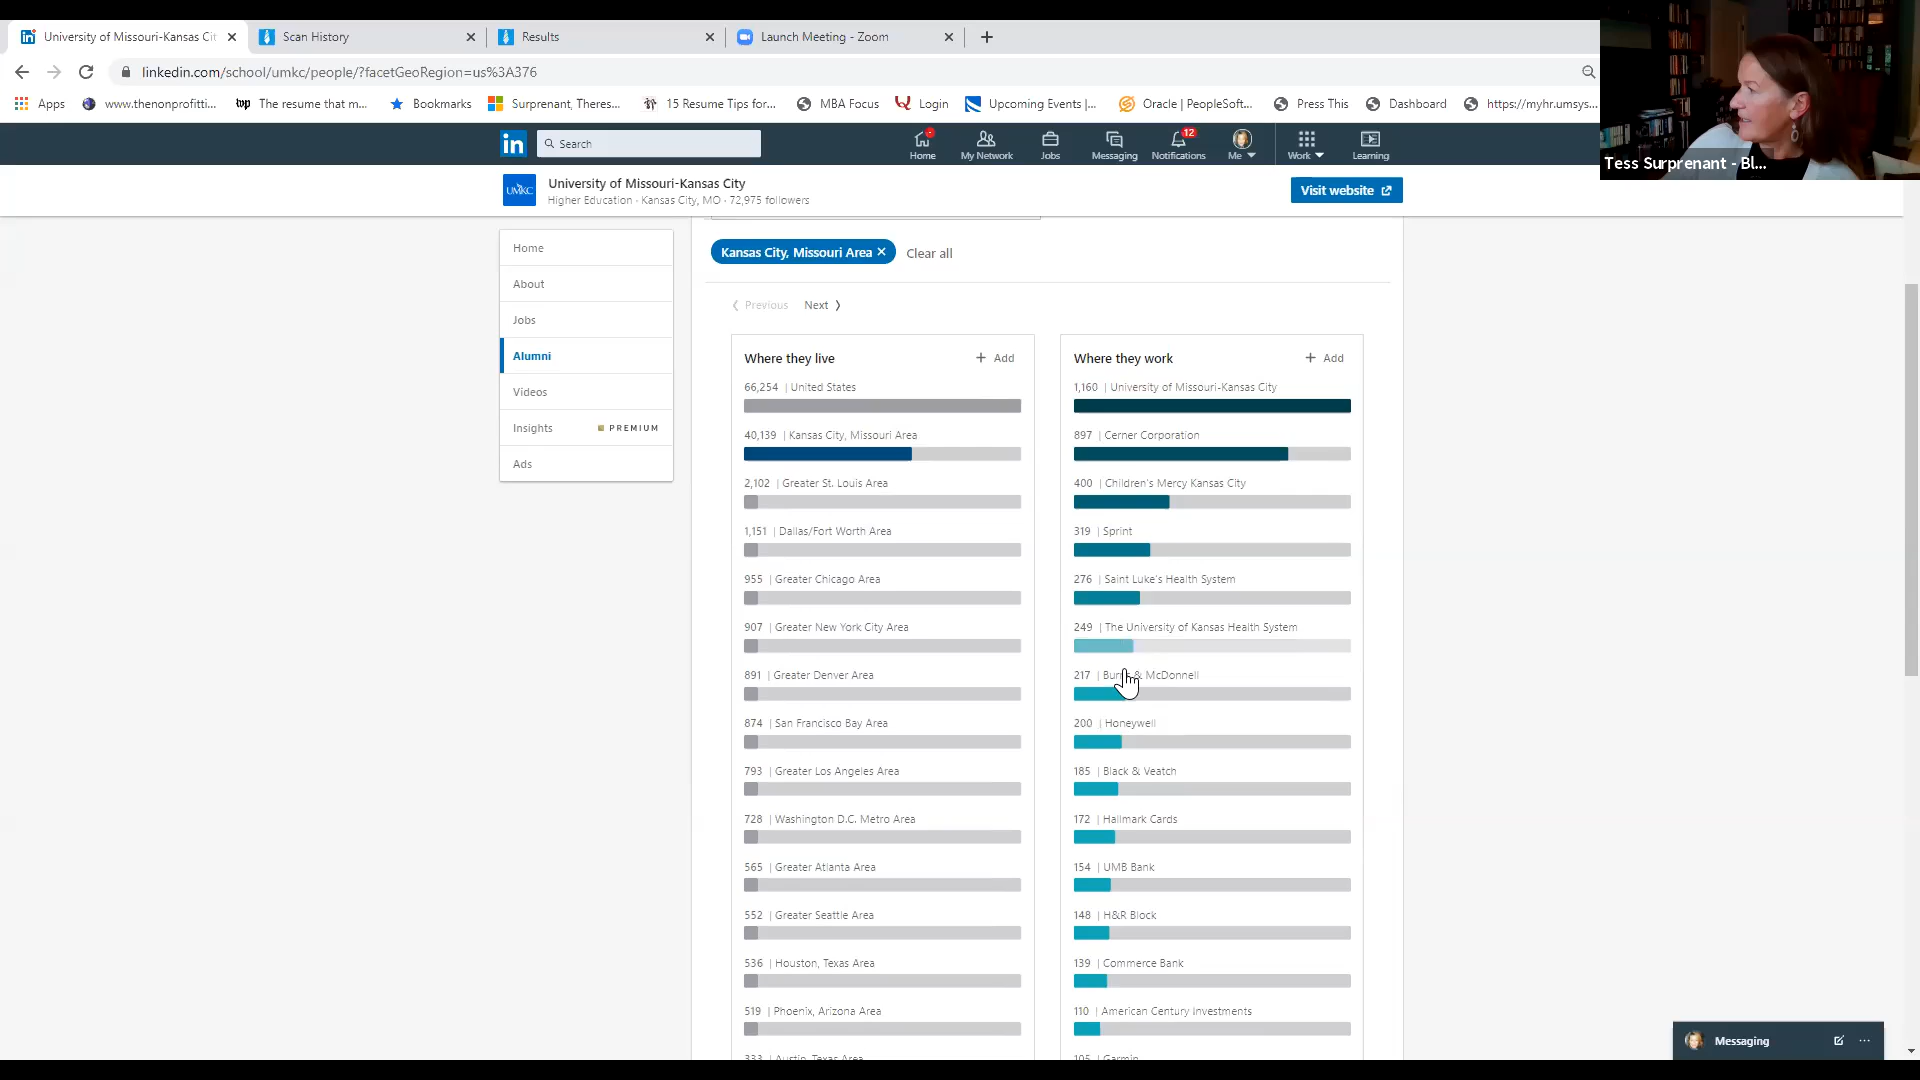 University of Missouri-Kansas Cit
Scan History
Results
Launch Meeting - Zoom
linkedin.com/school/umkc/people/?facetGeoRegion=us%3A376
Apps
www.thenonprofitti...
The resume that m...
Bookmarks
Surprenant, Theres...
15 Resume Tips for...
MBA Focus
Login
Upcoming Events |...
Oracle | PeopleSoft...
Press This
Dashboard
https://myhr.umsys...
Tess Surprenant - Bl...
in
Search
Home
My Network
Jobs
Messaging
12
Notifications
Me
Work
Learning
UMKC
University of Missouri-Kansas City
Higher Education · Kansas City, MO · 72,975 followers
Visit website
Home
About
Jobs
Alumni
Videos
Insights PREMIUM
Ads
Kansas City, Missouri Area
Clear all
Previous Next
Where they live + Add
66,254 | United States
40,139 | Kansas City, Missouri Area
2,102 | Greater St. Louis Area
1,151 | Dallas/Fort Worth Area
955 | Greater Chicago Area
907 | Greater New York City Area
891 | Greater Denver Area
874 | San Francisco Bay Area
793 | Greater Los Angeles Area
728 | Washington D.C. Metro Area
565 | Greater Atlanta Area
552 | Greater Seattle Area
536 | Houston, Texas Area
519 | Phoenix, Arizona Area
333 Austin, Texas Area
Where they work + Add
1,160 | University of Missouri-Kansas City
897 | Cerner Corporation
400 | Children's Mercy Kansas City
319 | Sprint
276 | Saint Luke's Health System
249 | The University of Kansas Health System
217 | Burns & McDonnell
200 | Honeywell
185 | Black & Veatch
172 | Hallmark Cards
154 | UMB Bank
148 | H&R Block
139 | Commerce Bank
110 | American Century Investments
105 Garmin
Messaging